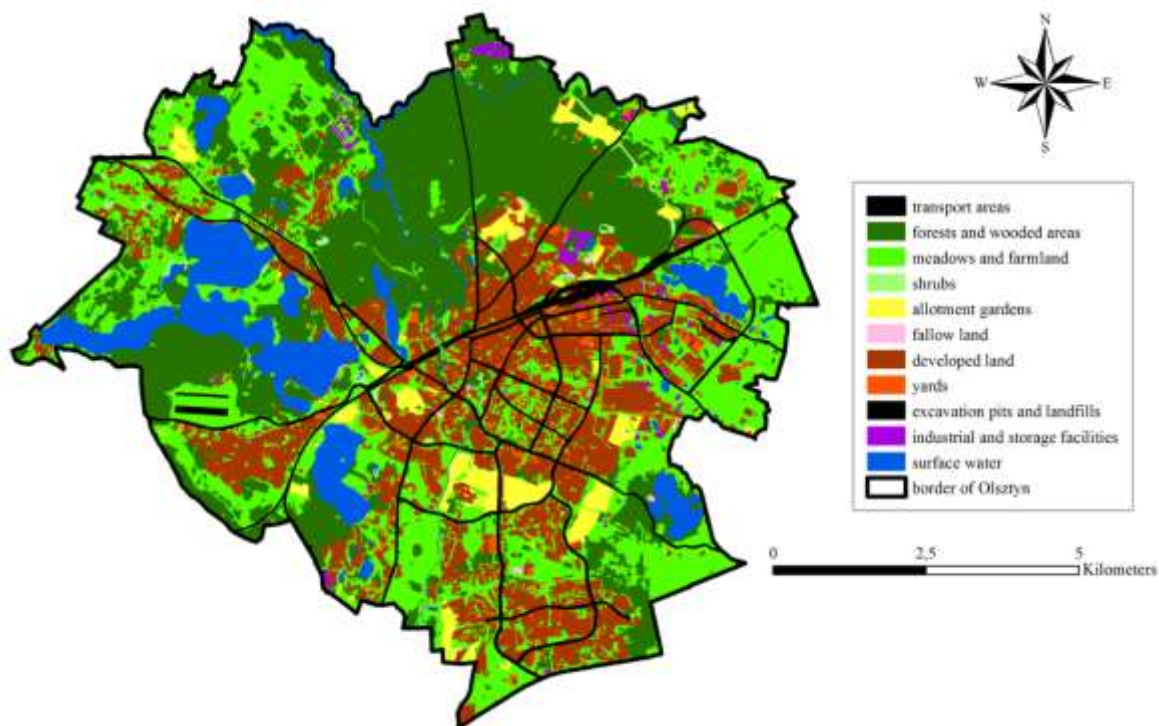 N
W E
S
transport areas
forests and wooded areas
meadows and farmland
shrubs
allotment gardens
fallow land
developed land
yards
excavation pits and landfills
industrial and storage facilities
surface water
border of Olsztyn
0 2,5 5
Kilometers